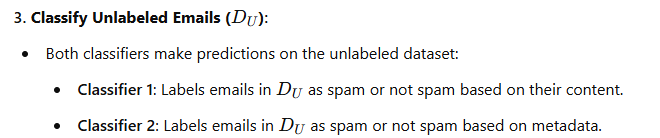 3. Classify Unlabeled Emails (D_U):
• Both classifiers make predictions on the unlabeled dataset:
• Classifier 1: Labels emails in D_U as spam or not spam based on their content.
• Classifier 2: Labels emails in D_U as spam or not spam based on metadata.